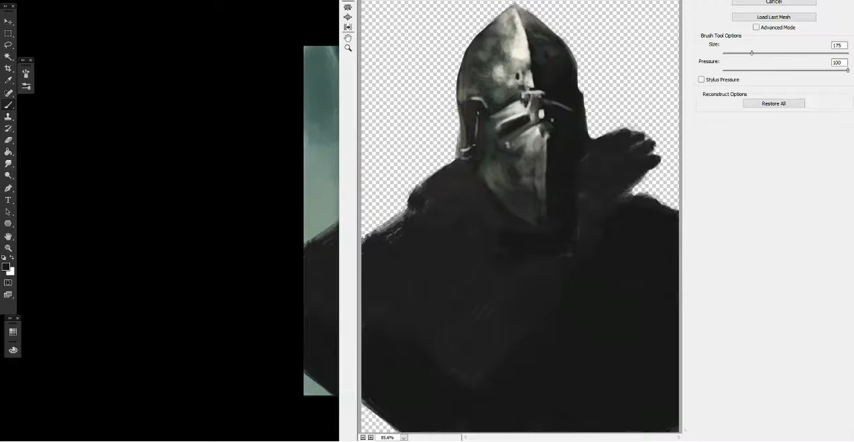 Cancel
Load Last Mesh
Advanced Mode
Brush Tool Options
Size:
175
Pressure:
100
Stylus Pressure
Reconstruct Options
Restore All